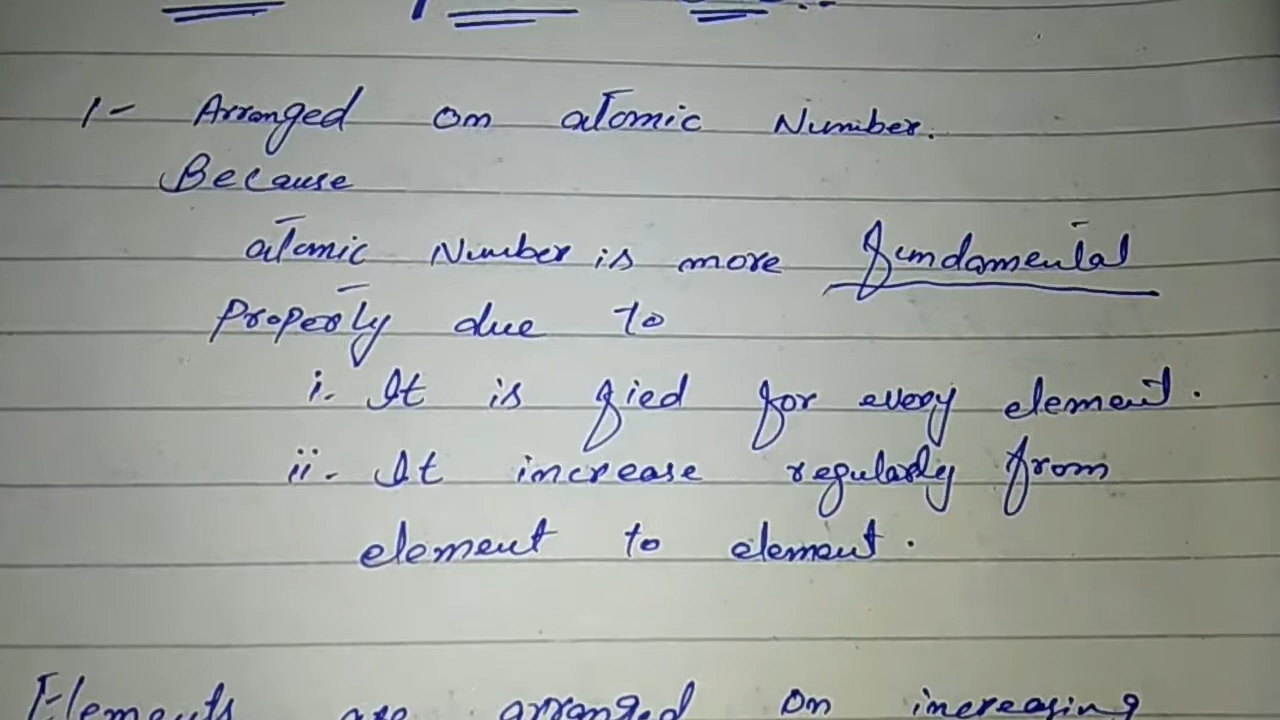 1- Arranged on atomic Number.
Because
atomic Number is more fundamental
Property due to
i. It is fied for every element.
ii. It increase regularly from
element to element.
Elements are arranged on increasing